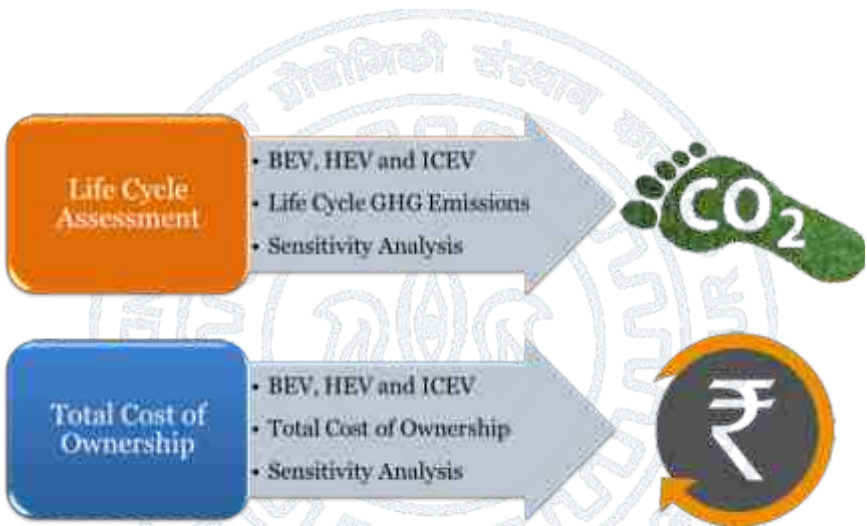 प्रौद्योगिकी संस्थान का
Life Cycle
Assessment
• BEV, HEV and ICEV
• Life Cycle GHG Emissions
• Sensitivity Analysis
CO2
UR
Total Cost of
Ownership
• BEV, HEV and ICEV
• Total Cost of Ownership
• Sensitivity Analysis
₹